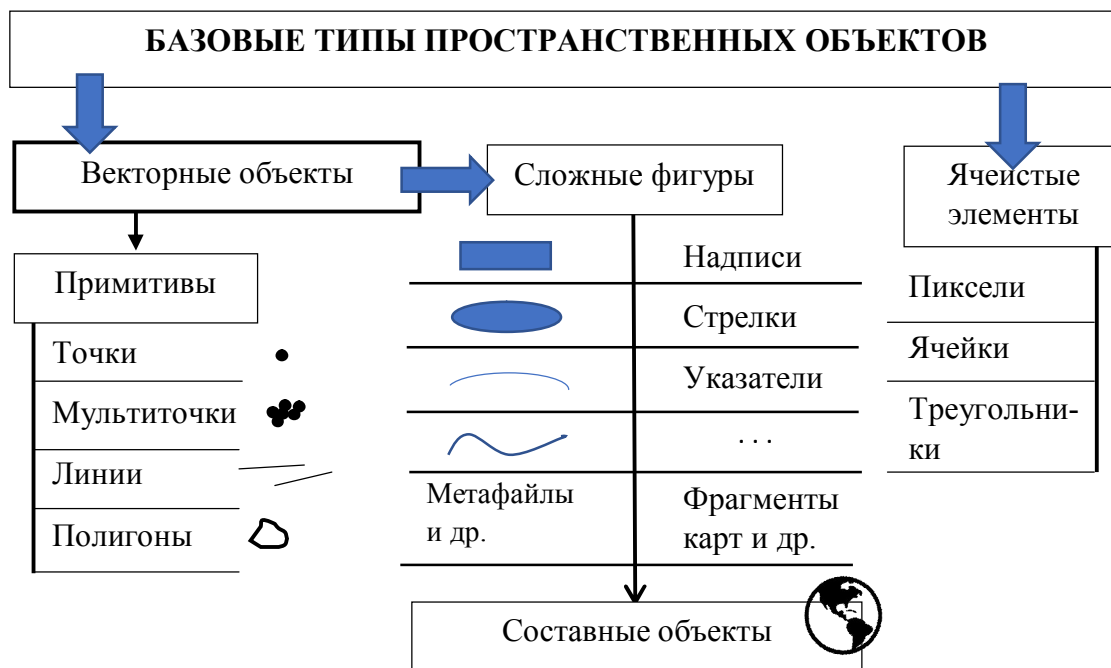 БАЗОВЫЕ ТИПЫ ПРОСТРАНСТВЕННЫХ ОБЪЕКТОВ
Векторные объекты
Сложные фигуры
Ячеистые
элементы
Примитивы
Точки
Мультиточки
Линии
Полигоны
Надписи
Стрелки
Указатели
. . .
Метафайлы
и др.
Фрагменты
карт и др.
Пиксели
Ячейки
Треугольни-
ки
Составные объекты